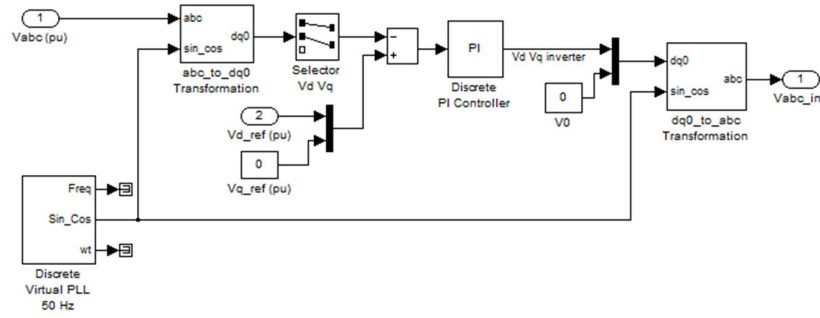 1
Vabc (pu)
abc
sin_cos
dq0
abc_to_dq0
Transformation
Selector
Vd Vq
−
+
PI
Discrete
PI Controller
Vd Vq inverter
0
V0
dq0
sin_cos
abc
dq0_to_abc
Transformation
1
Vabc_in
2
Vd_ref (pu)
0
Vq_ref (pu)
Freq
Sin_Cos
wt
Discrete
Virtual PLL
50 Hz